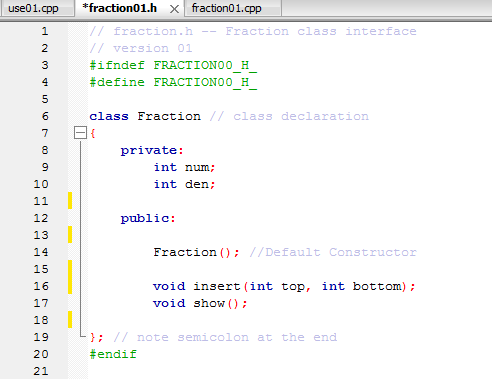 use01.cpp *fraction01.h fraction01.cpp
1 // fraction.h -- Fraction class interface
2 // version 01
3 #ifndef FRACTION00_H_
4 #define FRACTION00_H_
5
6 class Fraction // class declaration
7 {
8 private:
9 int num;
10 int den;
11
12 public:
13
14 Fraction(); //Default Constructor
15
16 void insert(int top, int bottom);
17 void show();
18
19 }; // note semicolon at the end
20 #endif
21